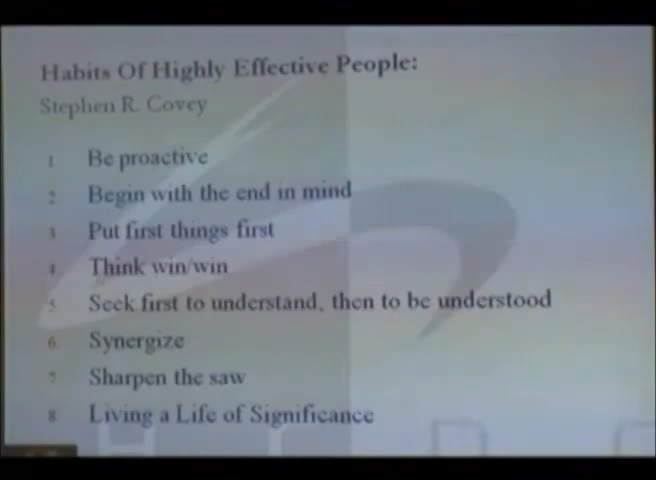 Habits Of Highly Effective People:
Stephen R. Covey
1 Be proactive
2 Begin with the end in mind
3 Put first things first
4 Think win/win
5 Seek first to understand, then to be understood
6 Synergize
7 Sharpen the saw
8 Living a Life of Significance